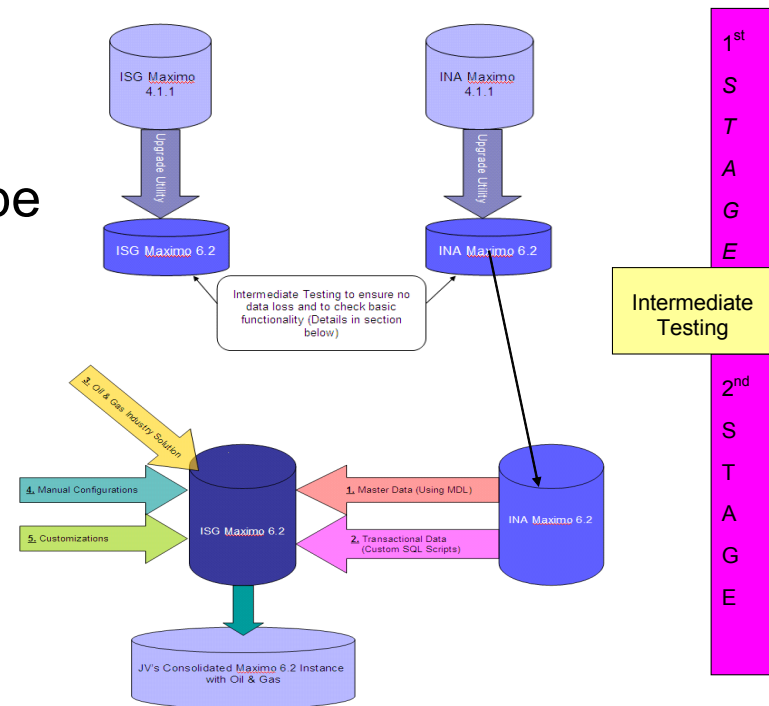 ISG Maximo
4.1.1
INA Maximo
4.1.1
Upgrade Utility
Upgrade Utility
ISG Maximo 6.2
INA Maximo 6.2
Intermediate Testing to ensure no
data loss and to check basic
functionality (Details in section
below)
3. Oil & Gas Industry
Solution
4. Manual Configurations
5. Customizations
ISG Maximo 6.2
1. Master Data (Using MDL)
2. Transactional Data
(Custom SQL Scripts)
INA Maximo 6.2
JV's Consolidated Maximo 6.2 Instance
with Oil & Gas
1st
S
T
A
G
E
Intermediate
Testing
2nd
S
T
A
G
E